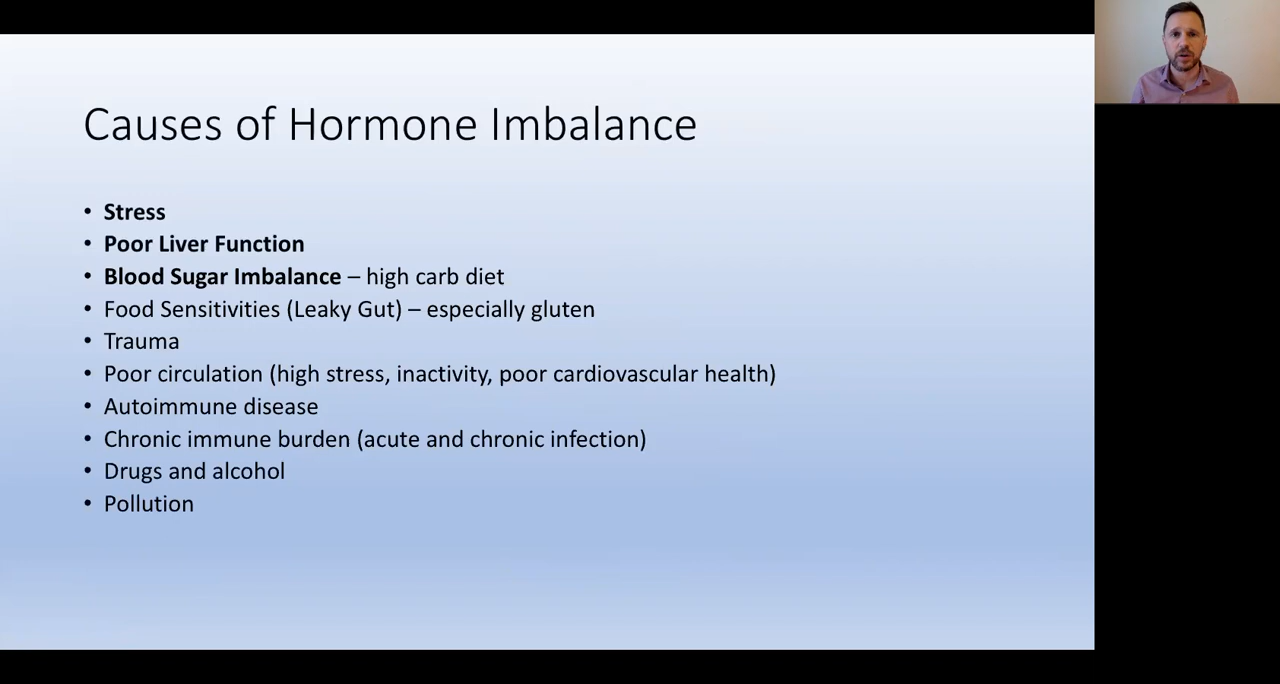 Causes of Hormone Imbalance
• Stress
• Poor Liver Function
• Blood Sugar Imbalance – high carb diet
• Food Sensitivities (Leaky Gut) – especially gluten
• Trauma
• Poor circulation (high stress, inactivity, poor cardiovascular health)
• Autoimmune disease
• Chronic immune burden (acute and chronic infection)
• Drugs and alcohol
• Pollution